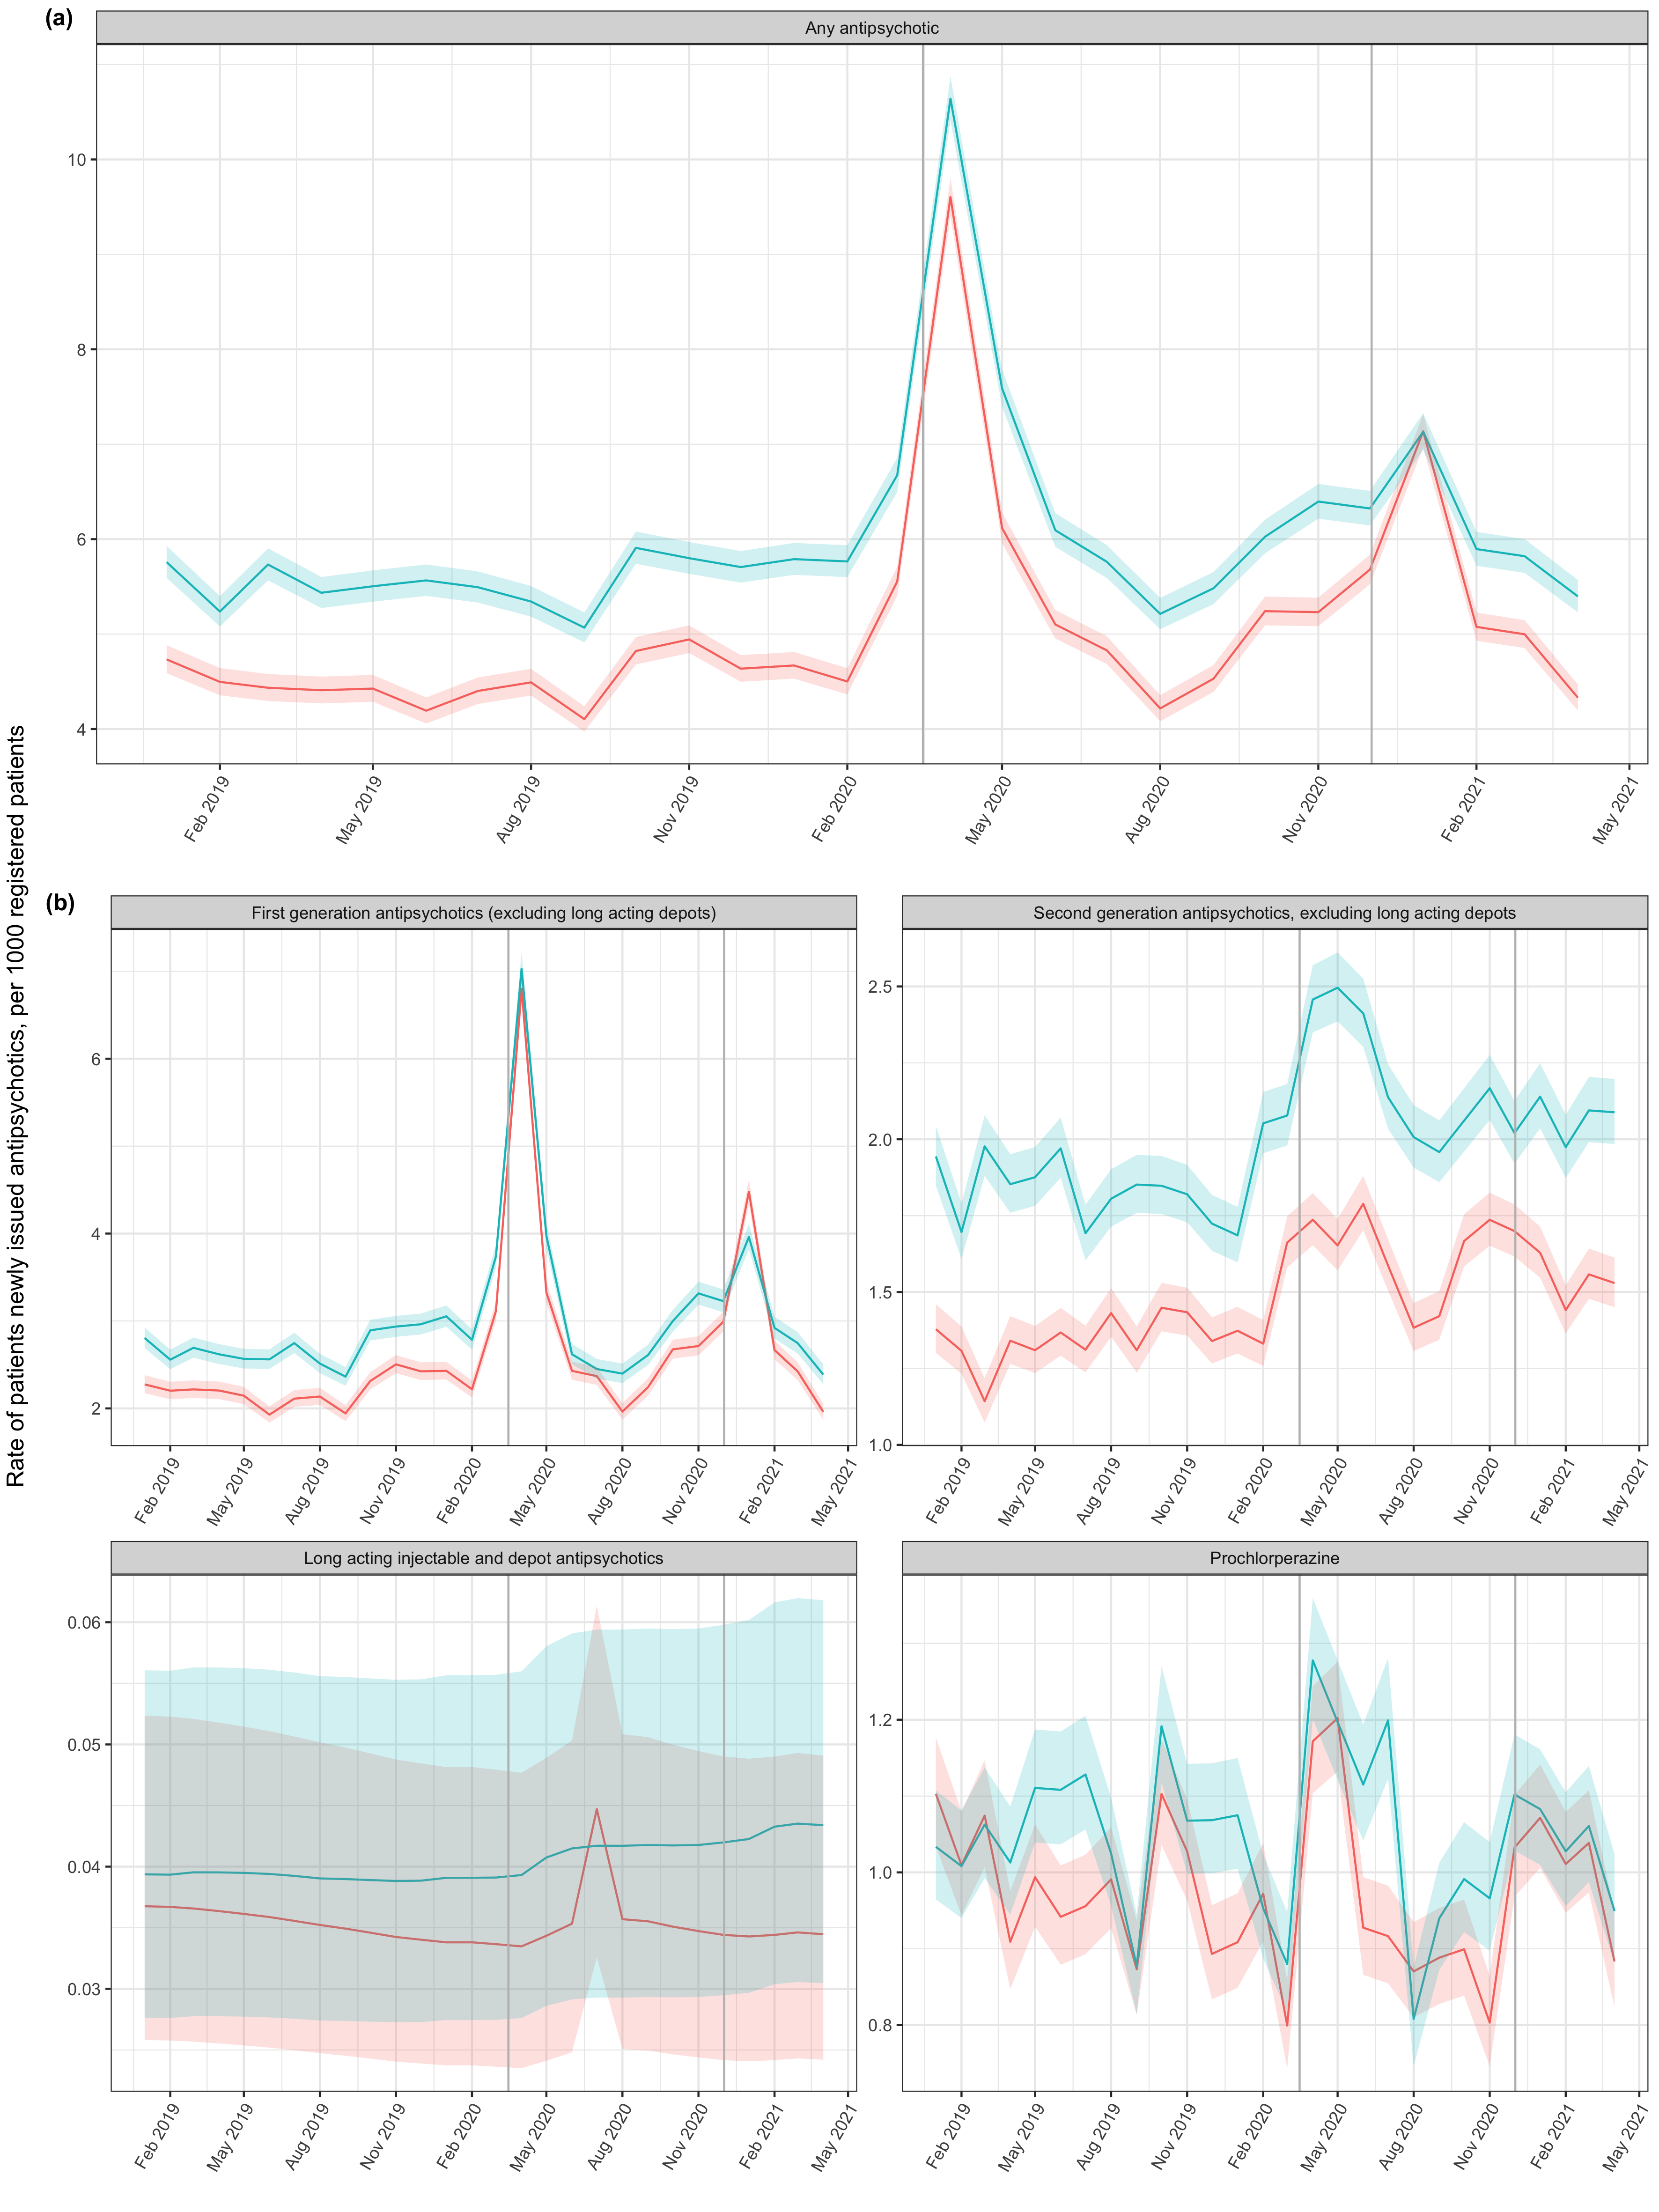 (a)
Any antipsychotic
10
8
6
4
Feb 2019
May 2019
Aug 2019
Nov 2019
Feb 2020
May 2020
Aug 2020
Nov 2020
Feb 2021
May 2021
Rate of patients newly issued antipsychotics, per 1000 registered patients
(b)
First generation antipsychotics (excluding long acting depots)
6
4
2
Feb 2019
May 2019
Aug 2019
Nov 2019
Feb 2020
May 2020
Aug 2020
Nov 2020
Feb 2021
May 2021
Second generation antipsychotics, excluding long acting depots
2.5
2.0
1.5
1.0
Feb 2019
May 2019
Aug 2019
Nov 2019
Feb 2020
May 2020
Aug 2020
Nov 2020
Feb 2021
May 2021
Long acting injectable and depot antipsychotics
0.06
0.05
0.04
0.03
Feb 2019
May 2019
Aug 2019
Nov 2019
Feb 2020
May 2020
Aug 2020
Nov 2020
Feb 2021
May 2021
Prochlorperazine
1.2
1.0
0.8
Feb 2019
May 2019
Aug 2019
Nov 2019
Feb 2020
May 2020
Aug 2020
Nov 2020
Feb 2021
May 2021